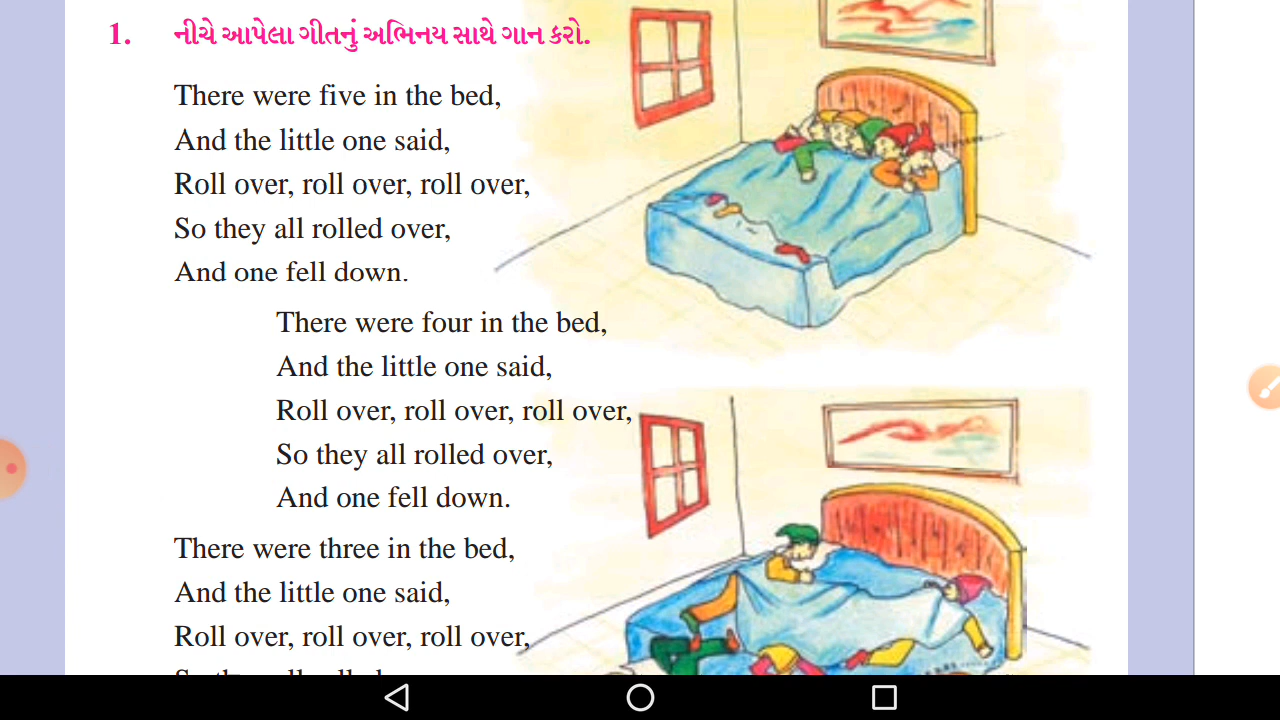 1. નીચે આપેલા ગીતનું અભિનય સાથે ગાન કરો.
There were five in the bed,
And the little one said,
Roll over, roll over, roll over,
So they all rolled over,
And one fell down.
There were four in the bed,
And the little one said,
Roll over, roll over, roll over,
So they all rolled over,
And one fell down.
There were three in the bed,
And the little one said,
Roll over, roll over, roll over,